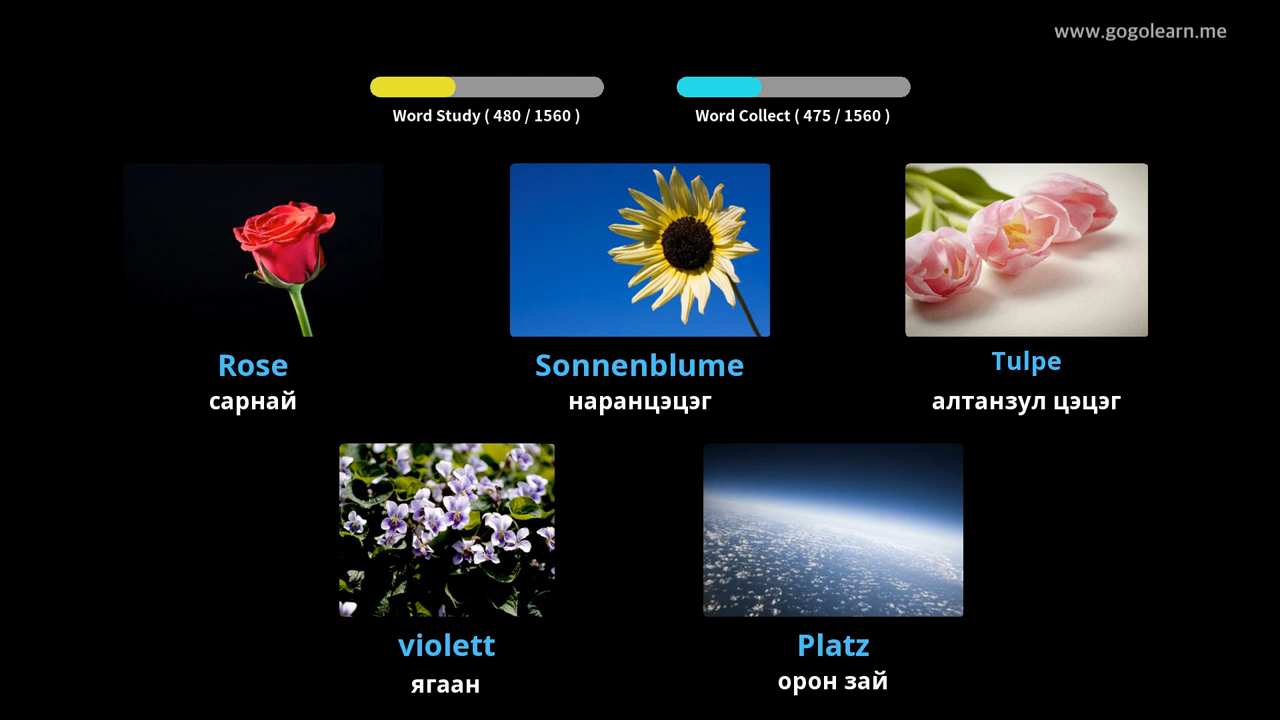 www.gogolearn.me
Word Study ( 480 / 1560 )
Word Collect ( 475 / 1560 )
Rose
сарнай
Sonnenblume
наранцэцэг
Tulpe
алтанзул цэцэг
violett
ягаан
Platz
орон зай